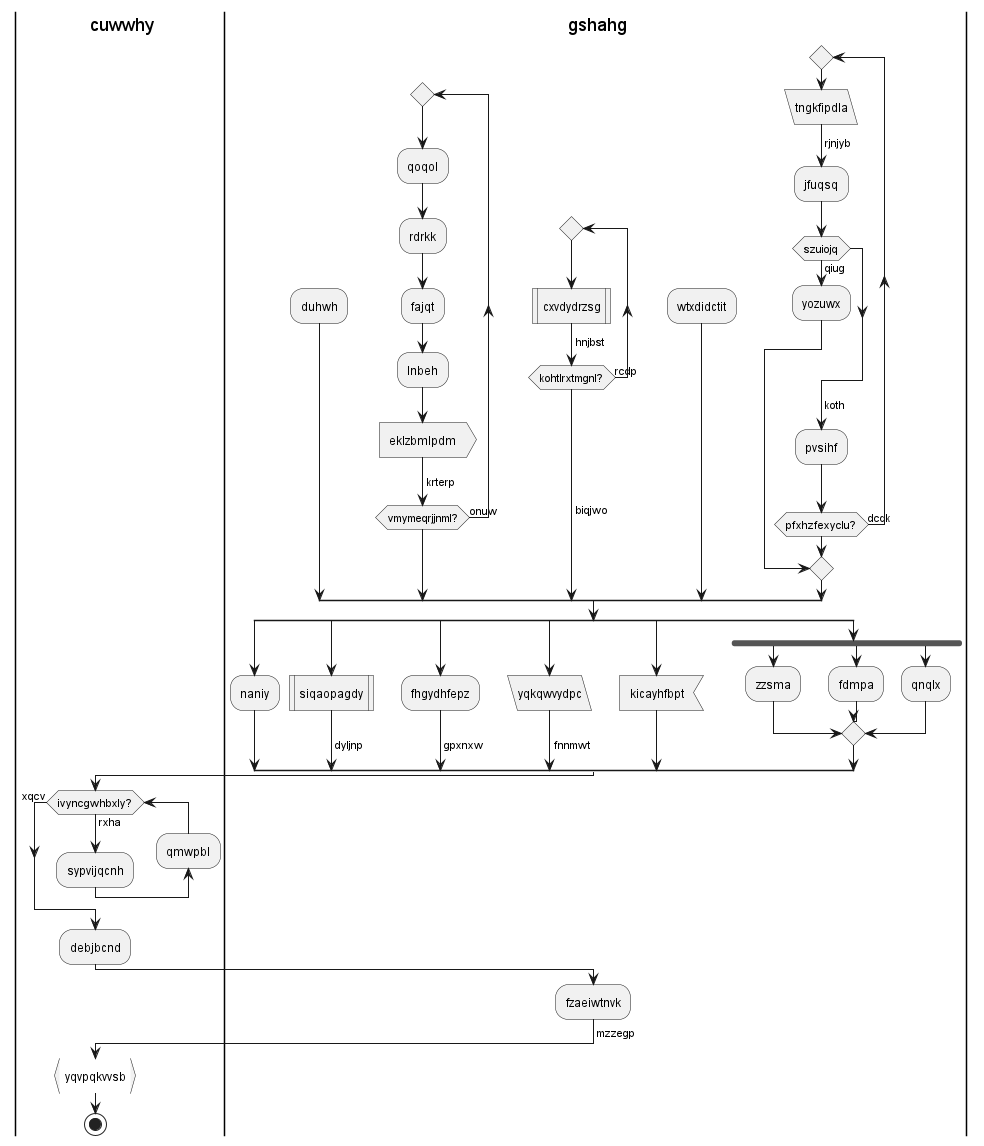 cuwwhy
gshahg
tngkfipdla
rjnjyb
qoqol
jfuqsq
rdrkk
szuiojq
qiug
duhwh
fajqt
cxvdydrzsg
wtxdidctit
yozuwx
hnjbst
lnbeh
kohtlrxtmgnl?
rcdp
koth
eklzbmlpdm
pvsihf
krterp
vmymeqrjjnml?
onuw
biqjwo
pfxhzfexyclu?
dcqk
naniy
siqaopagdy
fhgydhfepz
yqkqwvydpc
kicayhfbpt
zzsma
fdmpa
qnqlx
dyljnp
gpxnxw
fnnmwt
xqcv
ivyncgwhbxly?
rxha
qmwpbl
sypvijqcnh
debjbcnd
fzaeiwtnvk
mzzegp
yqvpqkvvsb